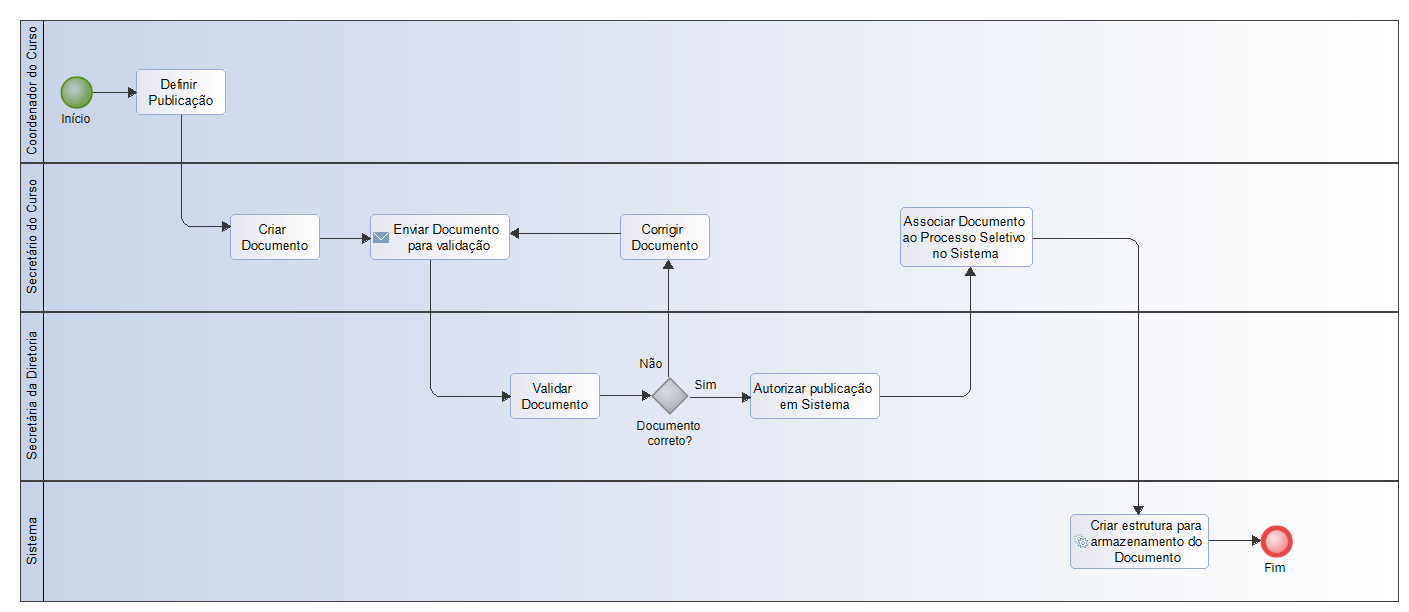 Coordenador do Curso
Início
Definir
Publicação
Secretário do Curso
Criar
Documento
Enviar Documento
para validação
Corrigir
Documento
Associar Documento
ao Processo Seletivo
no Sistema
Secretária da Diretoria
Validar
Documento
Não
Sim
Documento
correto?
Autorizar publicação
em Sistema
Sistema
Criar estrutura para
armazenamento do
Documento
Fim